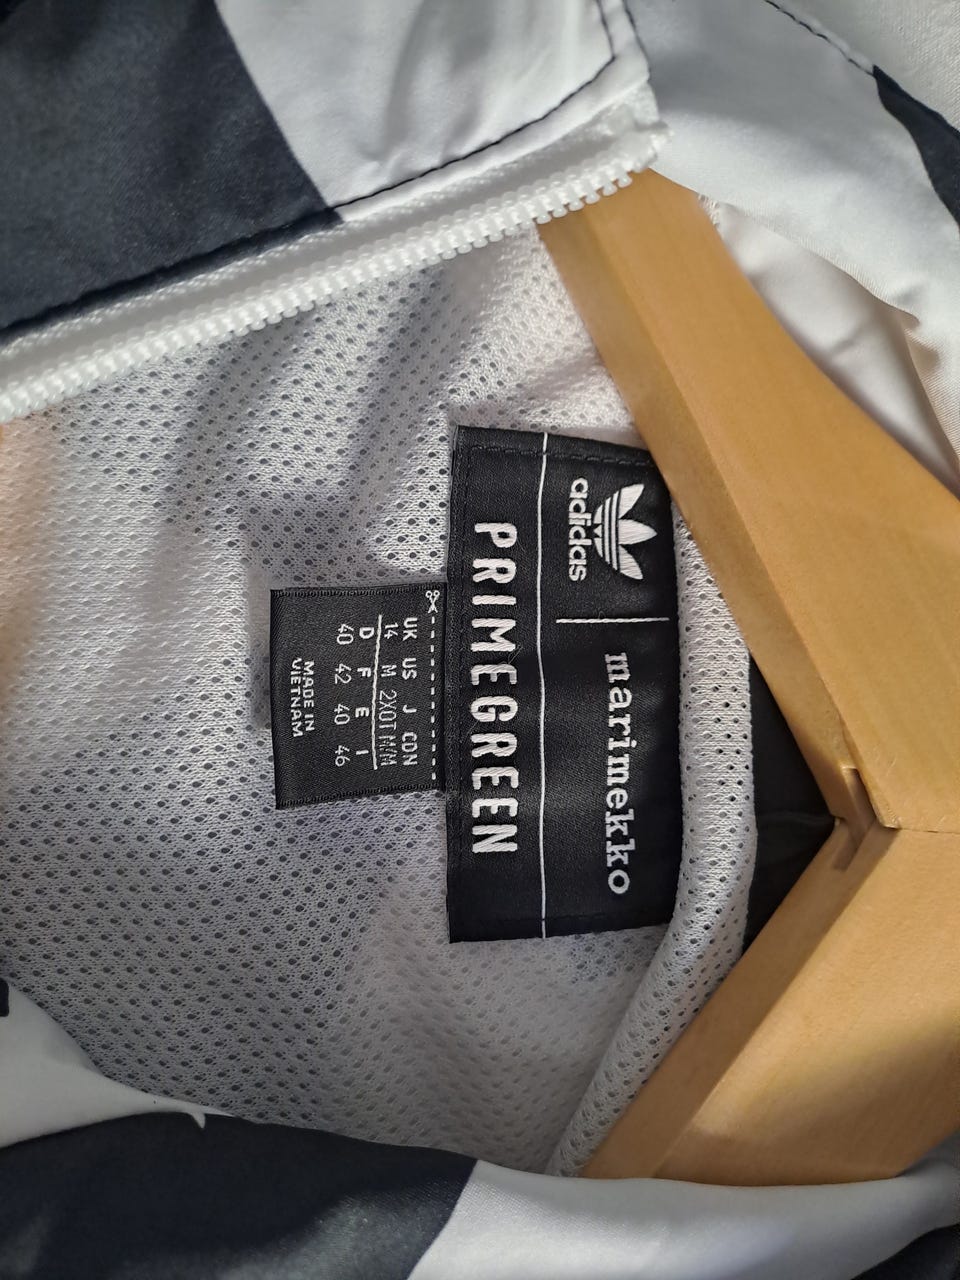 adidas
marimekko
PRIMEGREEN
UK US J CDN
14 M 2XOT M/M
D F E I
40 42 40 46
MADE IN
VIETNAM